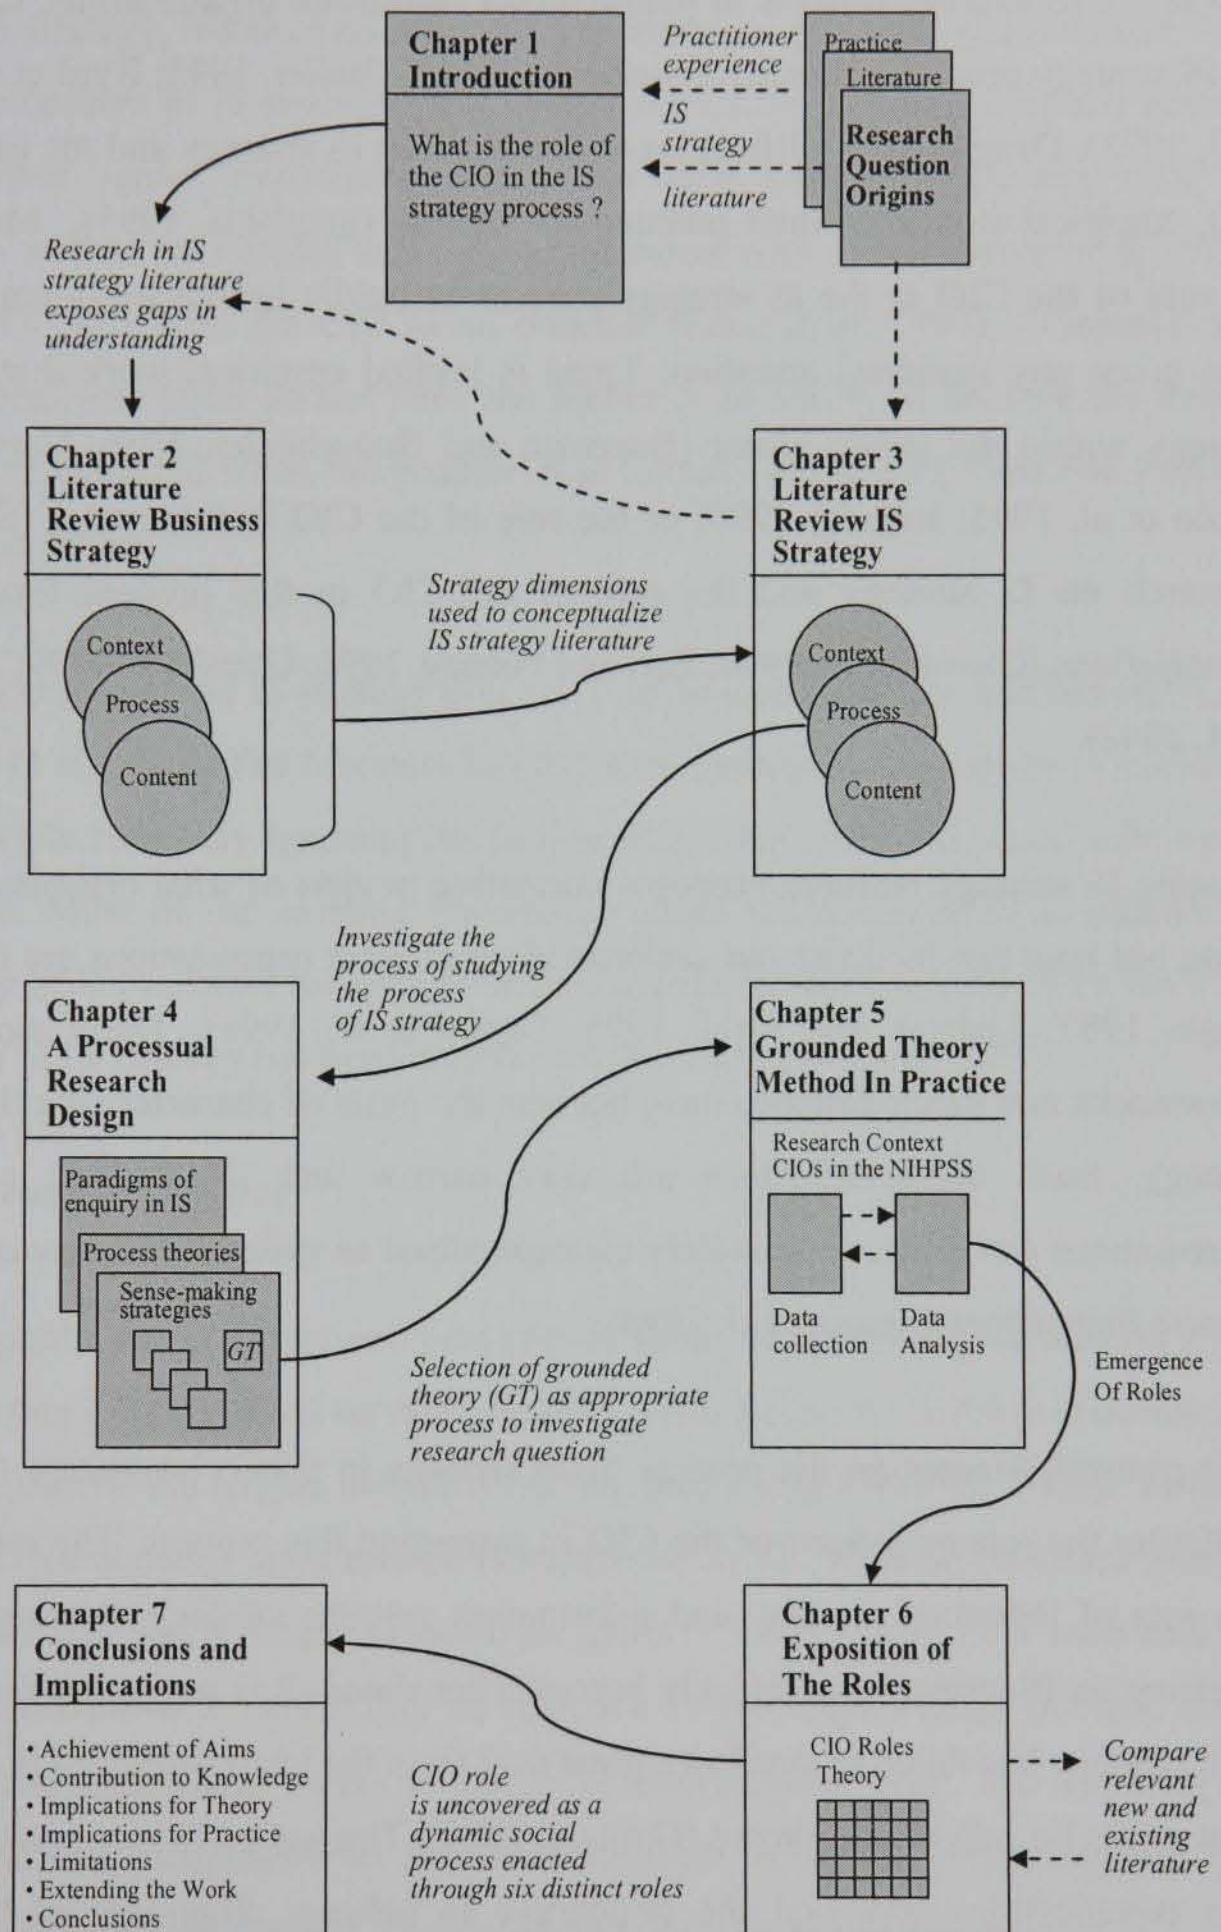 Chapter 1
Introduction
What is the role of
the CIO in the IS
strategy process ?
Practitioner
experience
IS
strategy
literature
Practice
Literature
Research
Question
Origins
Research in IS
strategy literature
exposes gaps in
understanding
Chapter 2
Literature
Review Business
Strategy
Context
Process
Content
Strategy dimensions
used to conceptualize
IS strategy literature
Chapter 3
Literature
Review IS
Strategy
Context
Process
Content
Investigate the
process of studying
the process
of IS strategy
Chapter 4
A Processual
Research
Design
Paradigms of
enquiry in IS
Process theories
Sense-making
strategies
GT
Selection of grounded
theory (GT) as appropriate
process to investigate
research question
Chapter 5
Grounded Theory
Method In Practice
Research Context
CIOs in the NIHPSS
Data
collection
Data
Analysis
Emergence
Of Roles
Chapter 6
Exposition of
The Roles
CIO Roles
Theory
Compare
relevant
new and
existing
literature
CIO role
is uncovered as a
dynamic social
process enacted
through six distinct roles
Chapter 7
Conclusions and
Implications
• Achievement of Aims
• Contribution to Knowledge
• Implications for Theory
• Implications for Practice
• Limitations
• Extending the Work
• Conclusions